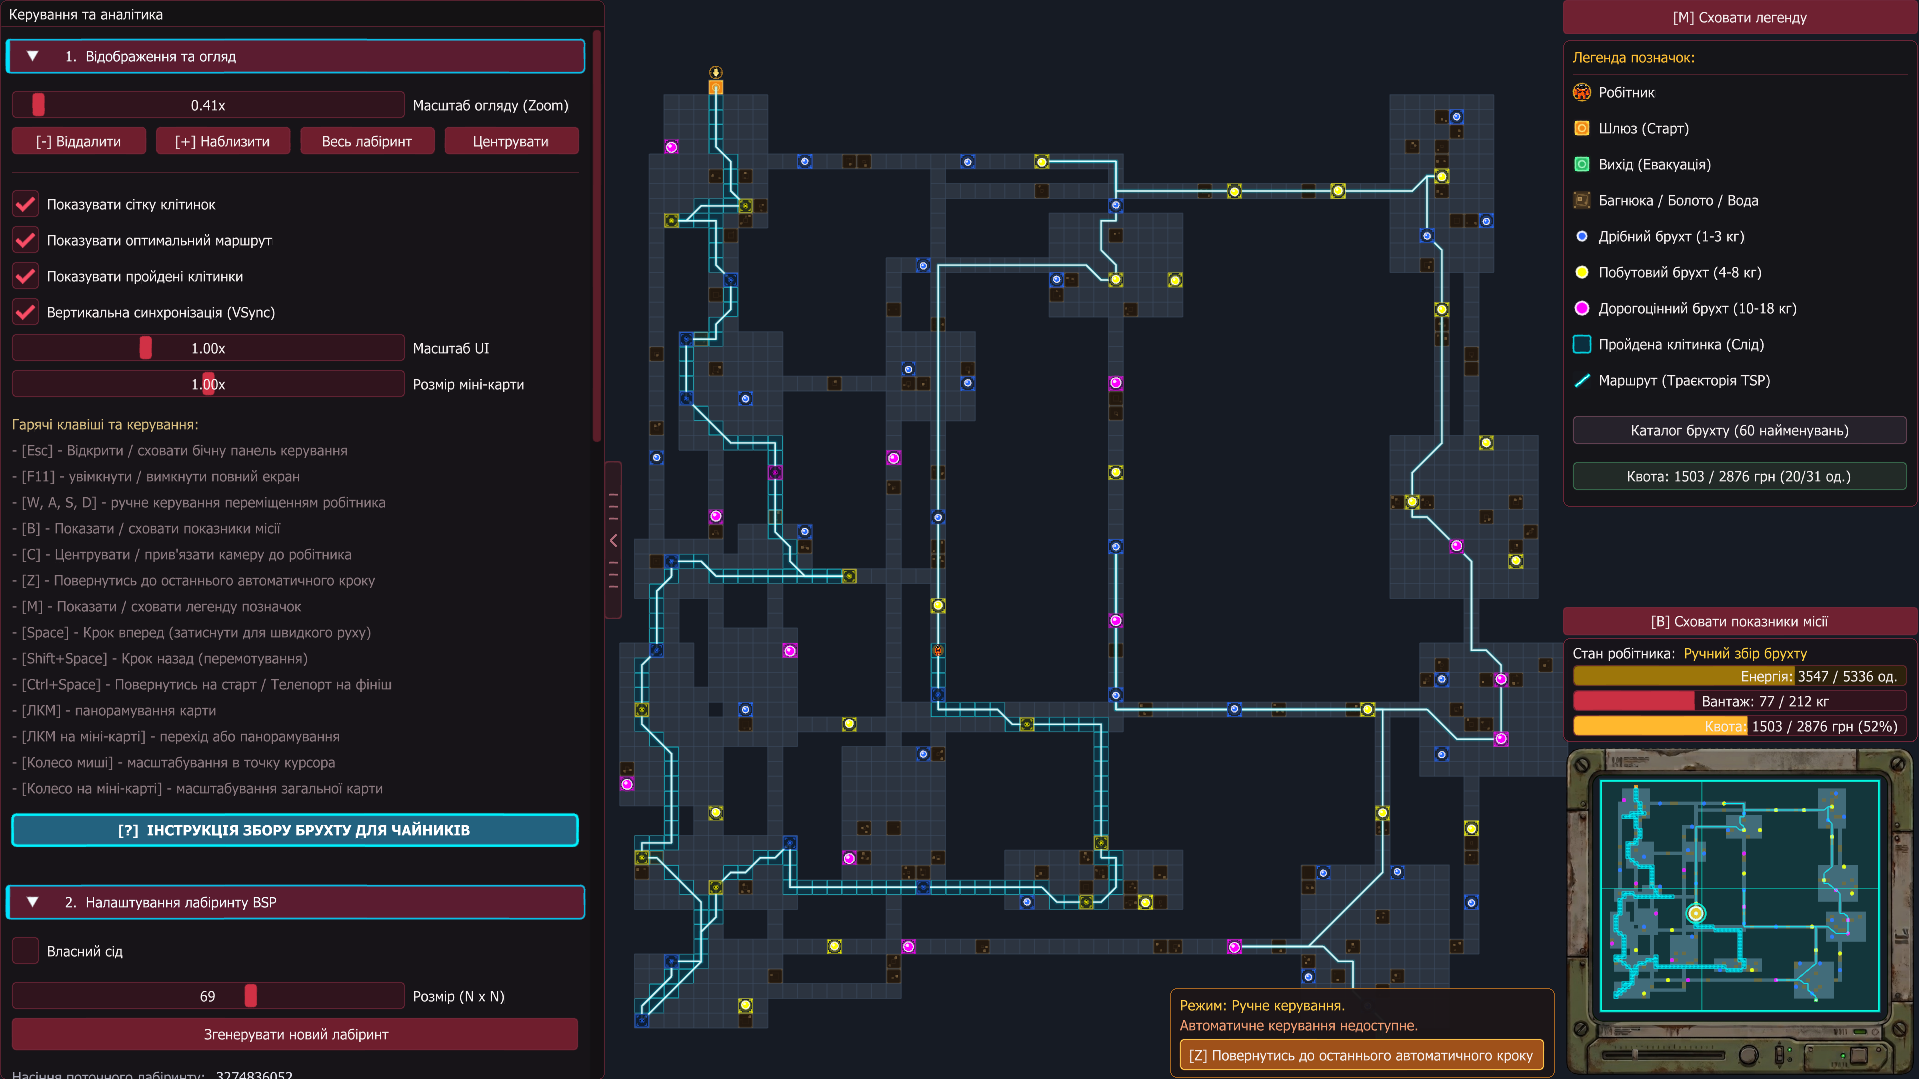 Керування та аналітика
▼ 1. Відображення та огляд
0.41x Масштаб огляду (Zoom)
[-] Віддалити [+] Наблизити Весь лабіринт Центрувати
Показувати сітку клітинок
Показувати оптимальний маршрут
Показувати пройдені клітинки
Вертикальна синхронізація (VSync)
1.00x Масштаб UI
1.00x Розмір міні-карти
Гарячі клавіші та керування:
- [Esc] - Відкрити / сховати бічну панель керування
- [F11] - увімкнути / вимкнути повний екран
- [W, A, S, D] - ручне керування переміщенням робітника
- [B] - Показати / сховати показники місії
- [C] - Центрувати / прив'язати камеру до робітника
- [Z] - Повернутись до останнього автоматичного кроку
- [M] - Показати / сховати легенду позначок
- [Space] - Крок вперед (затиснути для швидкого руху)
- [Shift+Space] - Крок назад (перемотування)
- [Ctrl+Space] - Повернутись на старт / Телепорт на фініш
- [ЛКМ] - панорамування карти
- [ЛКМ на міні-карті] - перехід або панорамування
- [Колесо миші] - масштабування в точку курсора
- [Колесо на міні-карті] - масштабування загальної карти
[?] ІНСТРУКЦІЯ ЗБОРУ БРУХТУ ДЛЯ ЧАЙНИКІВ
▼ 2. Налаштування лабіринту BSP
Власний сід
69 Розмір (N x N)
Згенерувати новий лабіринт
Насіння поточного лабіринту: 3274836052
[M] Сховати легенду
Легенда позначок:
Робітник
Шлюз (Старт)
Вихід (Евакуація)
Багнюка / Болото / Вода
Дрібний брухт (1-3 кг)
Побутовий брухт (4-8 кг)
Дорогоцінний брухт (10-18 кг)
Пройдена клітинка (Слід)
Маршрут (Траєкторія TSP)
Каталог брухту (60 найменувань)
Квота: 1503 / 2876 грн (20/31 од.)
[B] Сховати показники місії
Стан робітника: Ручний збір брухту
Енергія: 3547 / 5336 од.
Вантаж: 77 / 212 кг
Квота: 1503 / 2876 грн (52%)
Режим: Ручне керування.
Автоматичне керування недоступне.
[Z] Повернутись до останнього автоматичного кроку